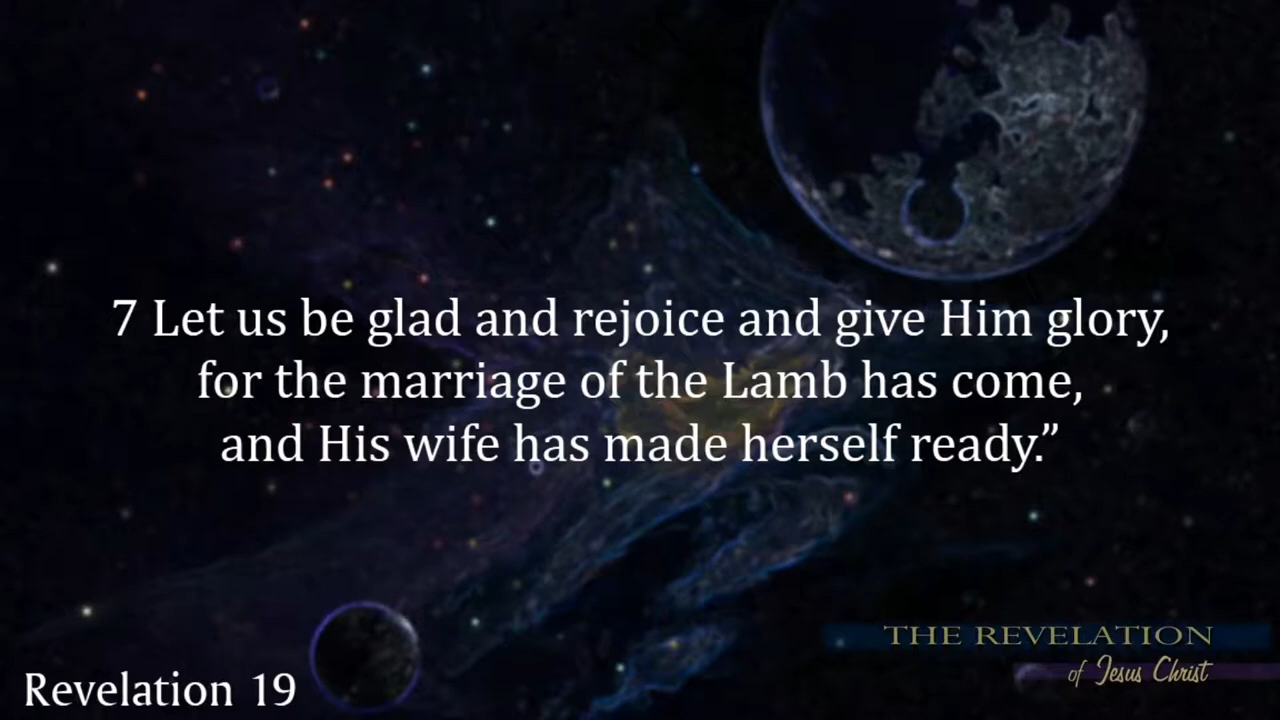 7 Let us be glad and rejoice and give Him glory,
for the marriage of the Lamb has come,
and His wife has made herself ready.”
THE REVELATION
of Jesus Christ
Revelation 19